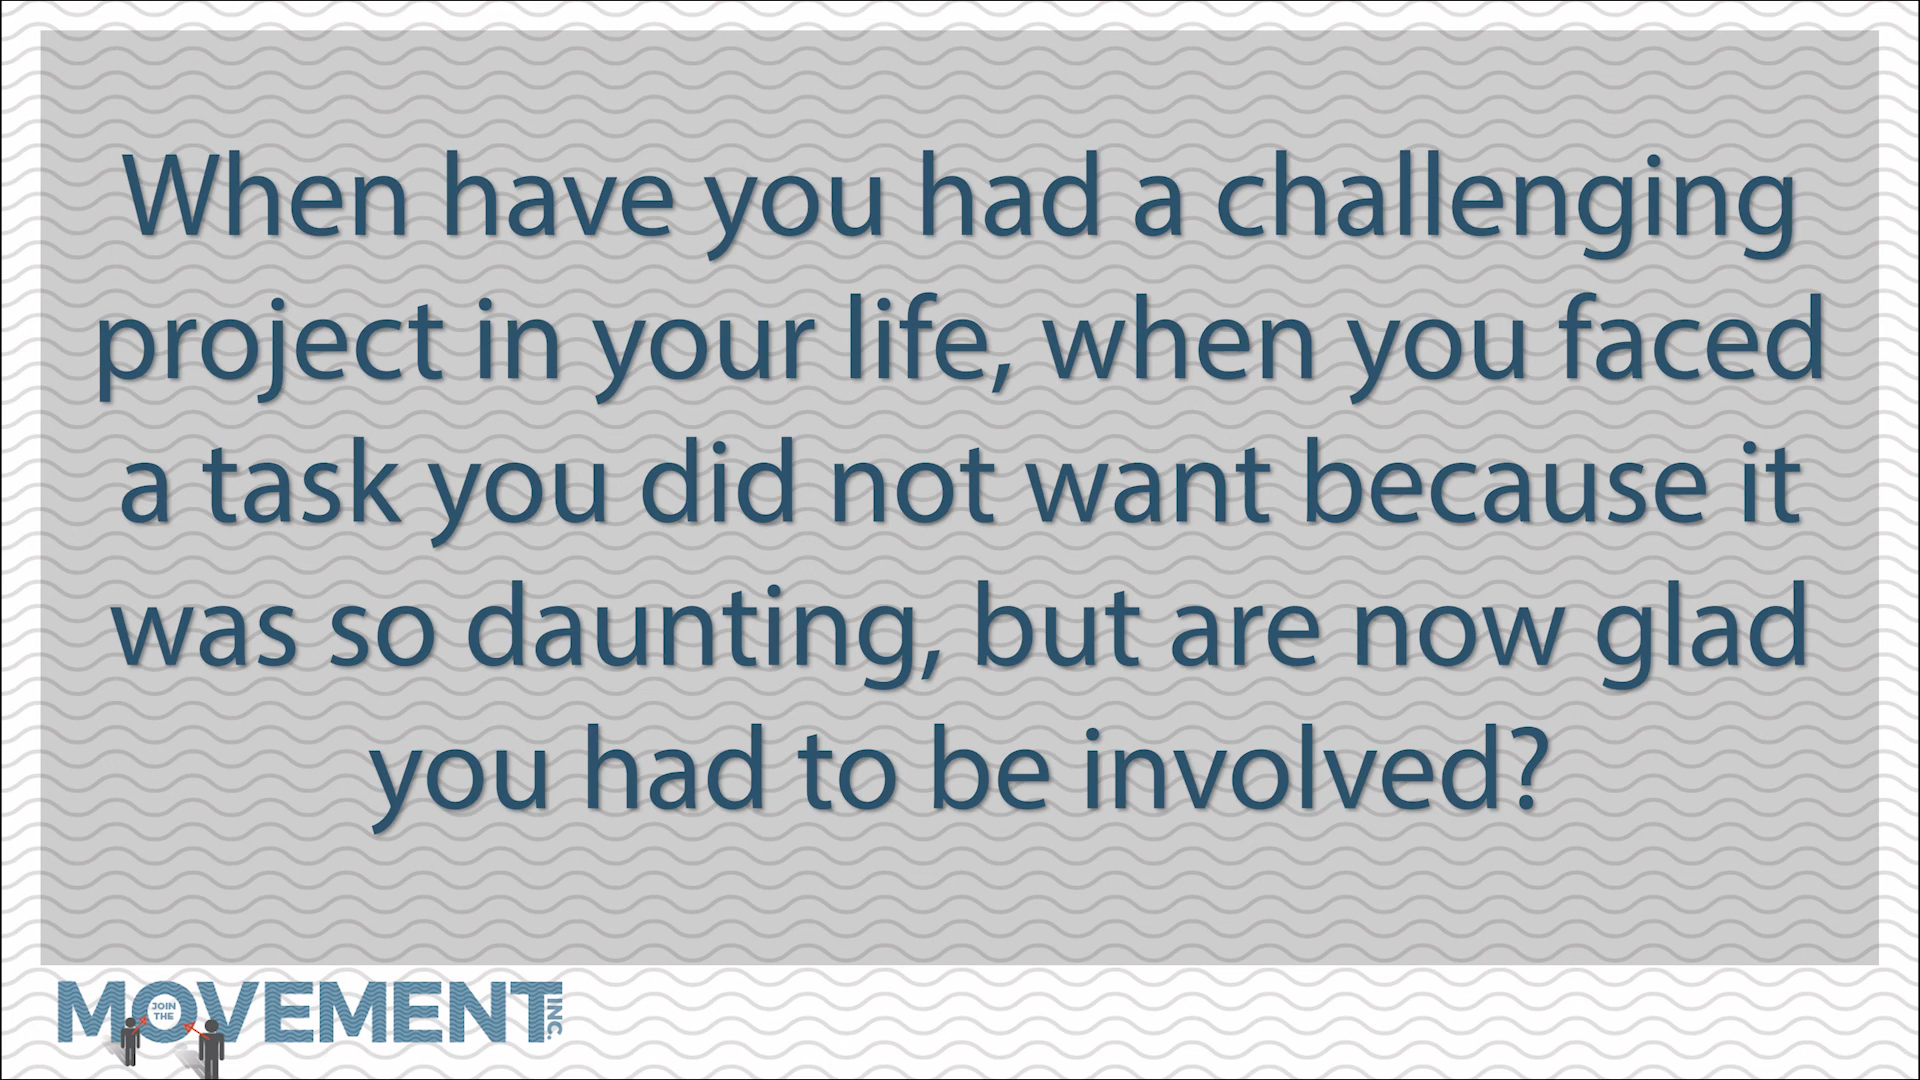 When have you had a challenging
project in your life, when you faced
a task you did not want because it
was so daunting, but are now glad
you had to be involved?
MOVEMENT INC.
JOIN
THE